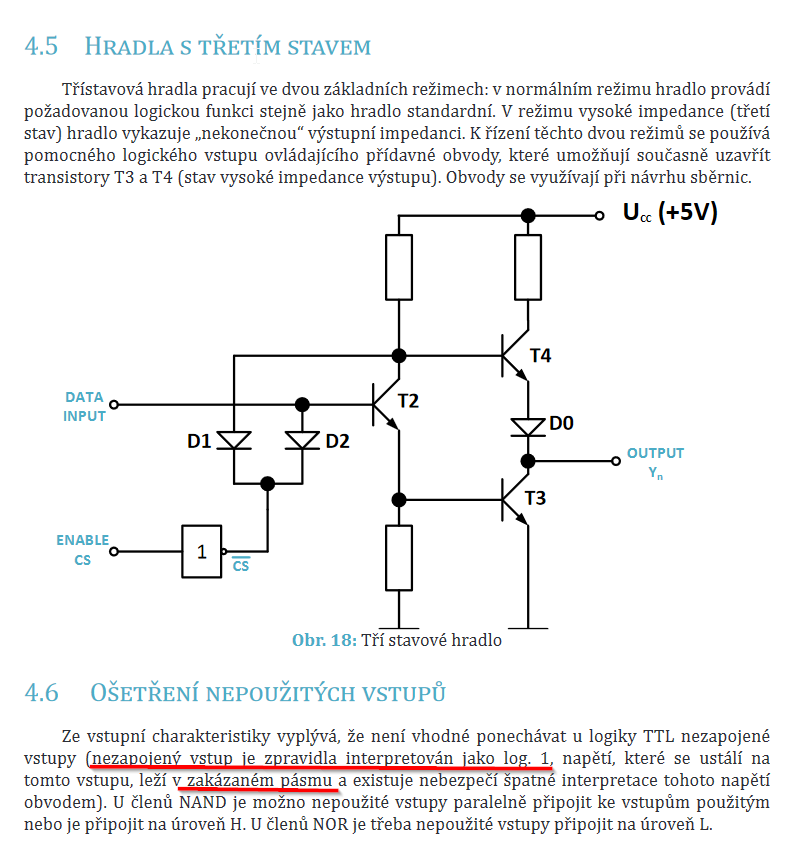 4.5 Hradla s třetím stavem
Třístavová hradla pracují ve dvou základních režimech: v normálním režimu hradlo provádí
požadovanou logickou funkci stejně jako hradlo standardní. V režimu vysoké impedance (třetí
stav) hradlo vykazuje „nekonečnou“ výstupní impedanci. K řízení těchto dvou režimů se používá
pomocného logického vstupu ovládajícího přídavné obvody, které umožňují současně uzavřít
transistory T3 a T4 (stav vysoké impedance výstupu). Obvody se využívají při návrhu sběrnic.
Ucc (+5V)
T4
DATA
INPUT
T2
D1
D2
D0
OUTPUT
Yn
T3
ENABLE
CS
1
C̅S̅
Obr. 18: Tří stavové hradlo
4.6 Ošetření nepoužitých vstupů
Ze vstupní charakteristiky vyplývá, že není vhodné ponechávat u logiky TTL nezapojené
vstupy (nezapojený vstup je zpravidla interpretován jako log. 1, napětí, které se ustálí na
tomto vstupu, leží v zakázaném pásmu a existuje nebezpečí špatné interpretace tohoto napětí
obvodem). U členů NAND je možno nepoužité vstupy paralelně připojit ke vstupům použitým
nebo je připojit na úroveň H. U členů NOR je třeba nepoužité vstupy připojit na úroveň L.